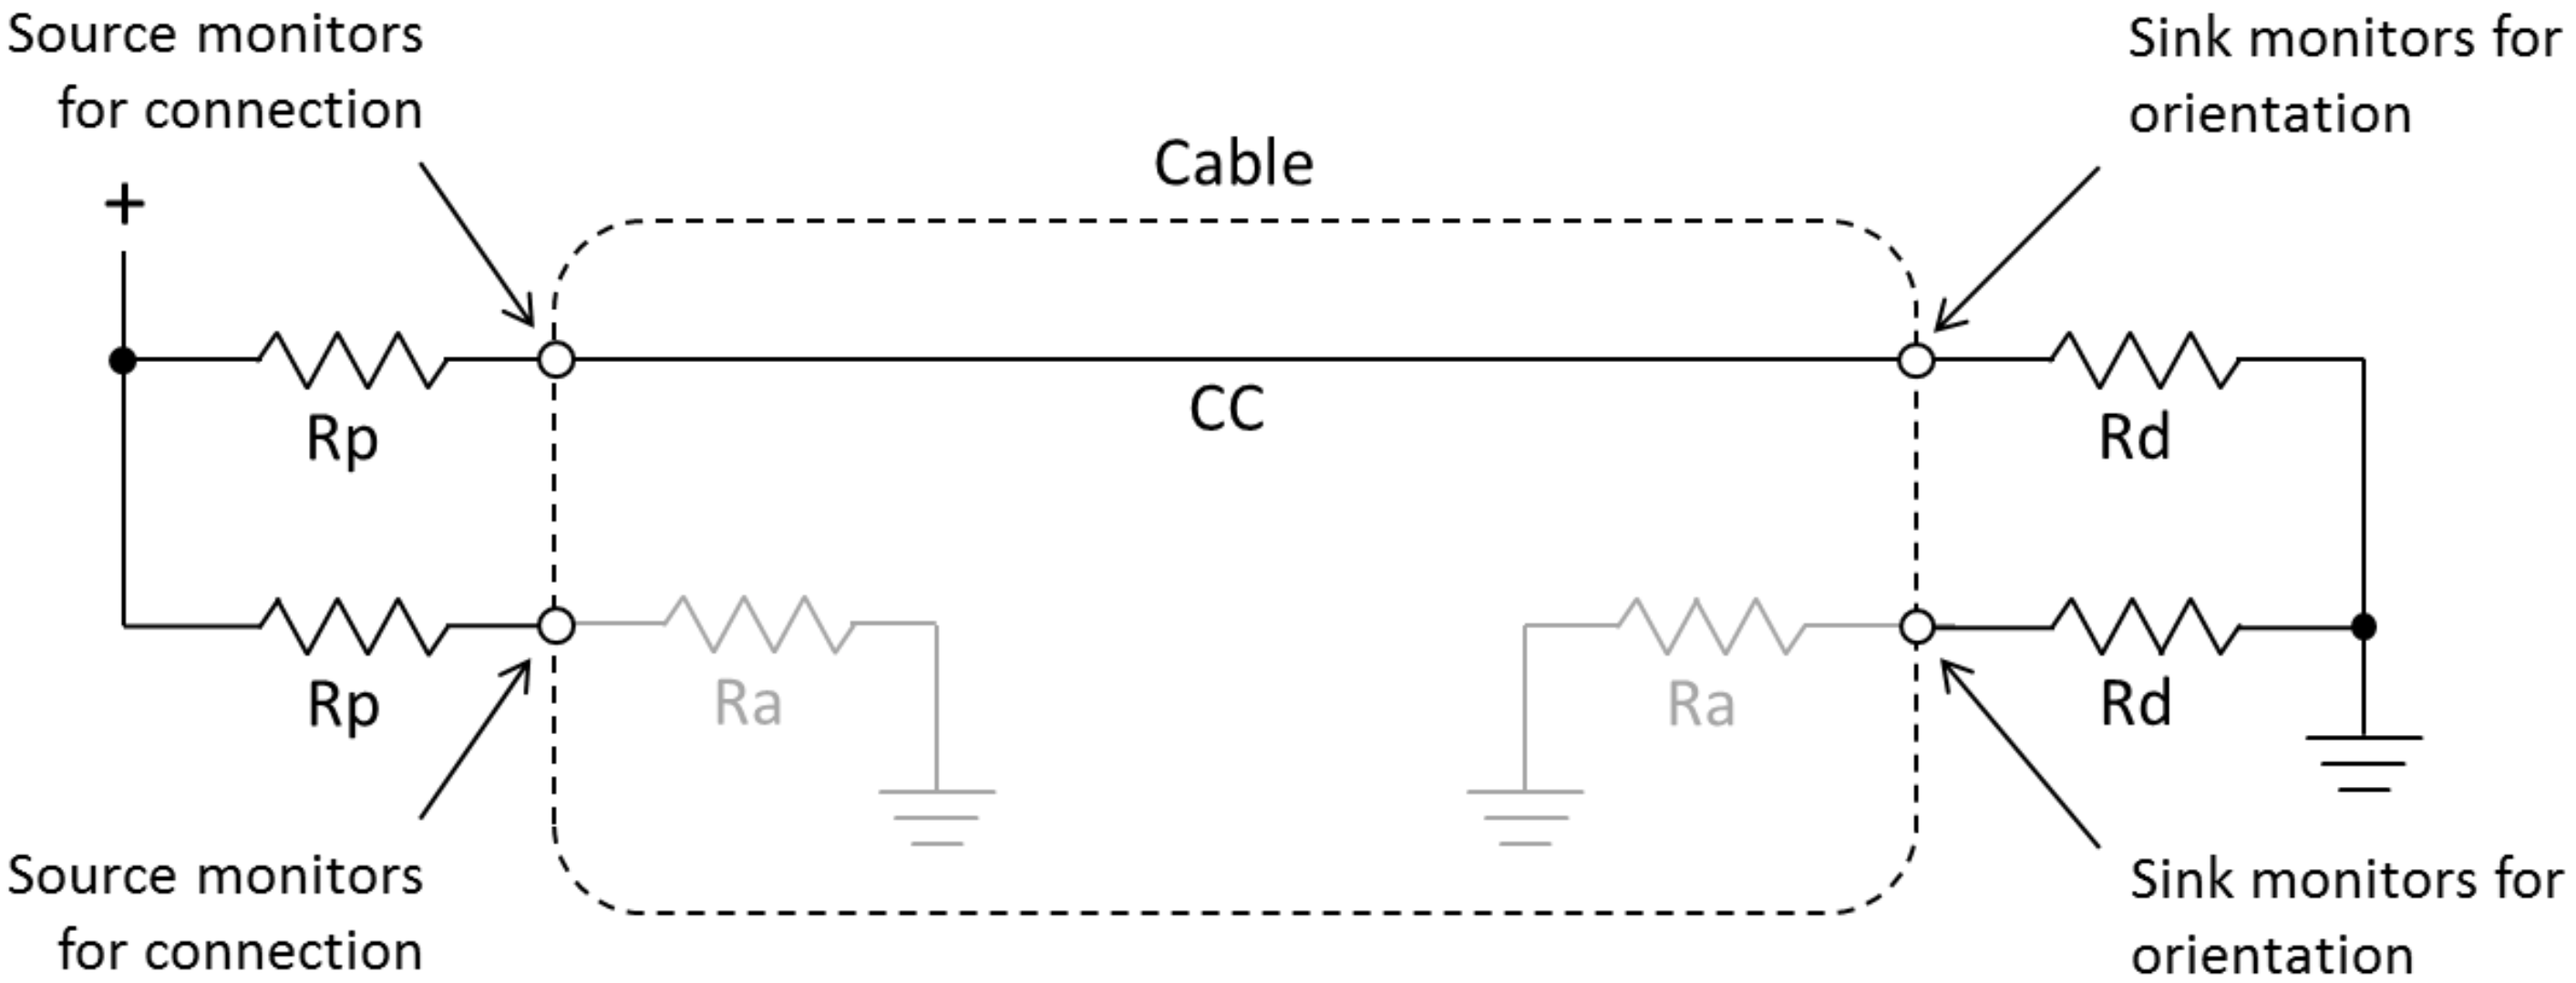 Source monitors
for connection
Sink monitors for
orientation
Cable
+
CC
Rp
Rd
Rp
Ra
Ra
Rd
Source monitors
for connection
Sink monitors for
orientation